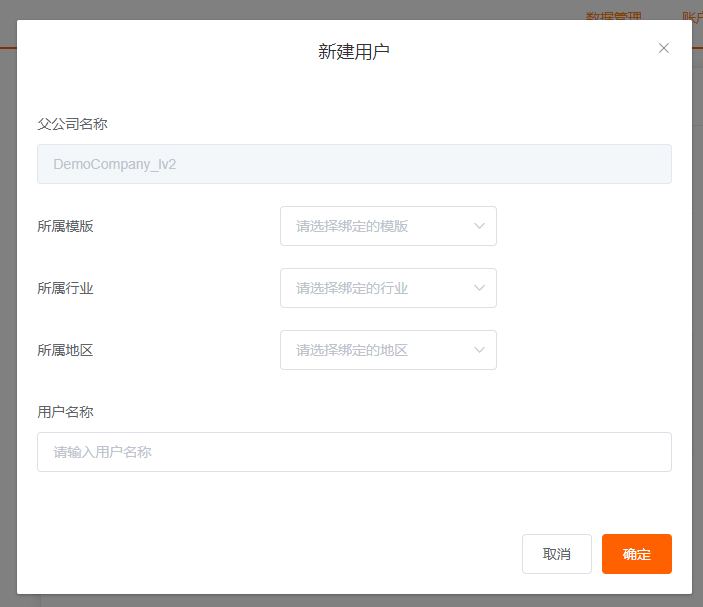 数据管理 账户
新建用户
父公司名称
DemoCompany_lv2
所属模版 请选择绑定的模版
所属行业 请选择绑定的行业
所属地区 请选择绑定的地区
用户名称
请输入用户名称
取消 确定